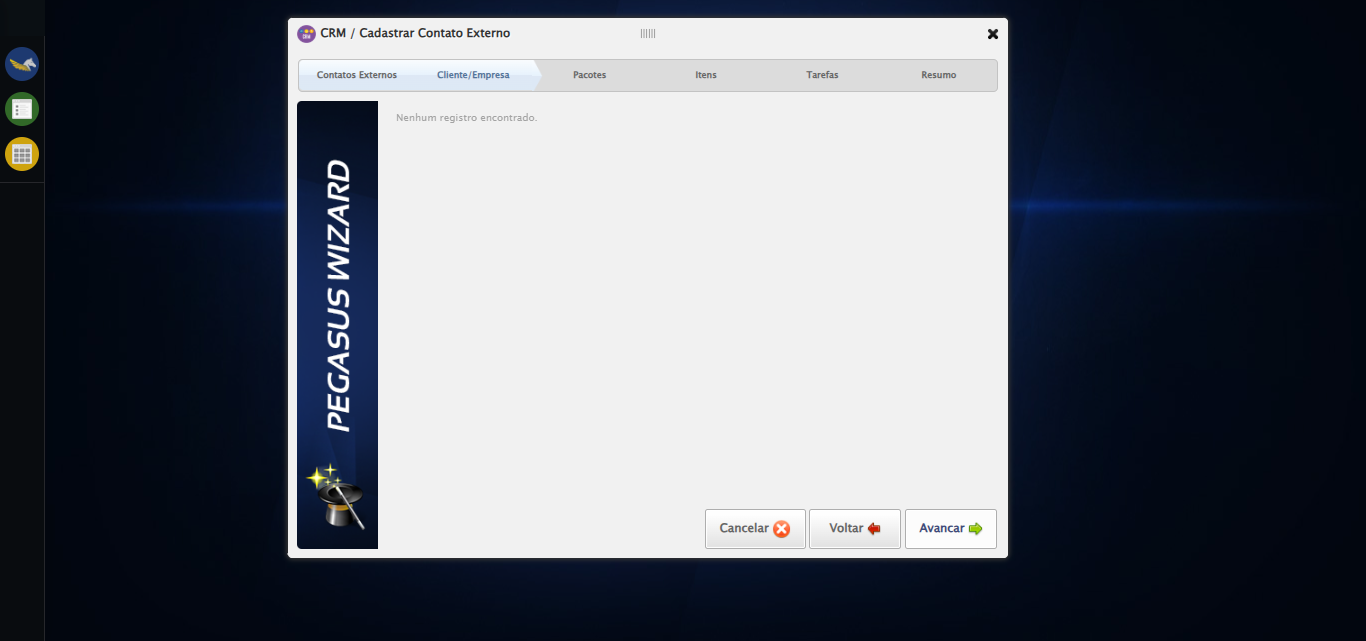 CRM / Cadastrar Contato Externo
Contatos Externos Cliente/Empresa Pacotes Itens Tarefas Resumo
Nenhum registro encontrado.
PEGASUS WIZARD
Cancelar Voltar Avancar